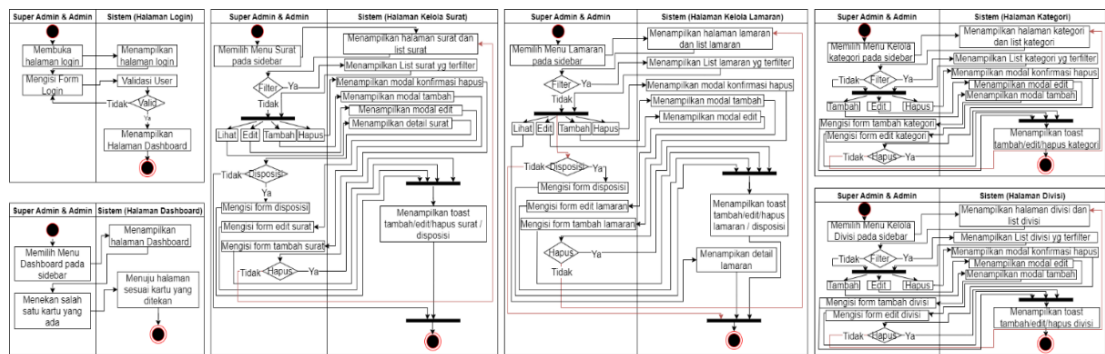 Super Admin & Admin
Sistem (Halaman Login)
Membuka
halaman login
Menampilkan
halaman login
Mengisi Form
Login
Validasi User
Tidak
Valid
Ya
Menampilkan
Halaman Dashboard
Super Admin & Admin
Sistem (Halaman Dashboard)
Memilih Menu
Dashboard pada
sidebar
Menampilkan
halaman Dashboard
Menekan salah
satu kartu yang
ada
Menuju halaman
sesuai kartu yang
ditekan
Super Admin & Admin
Sistem (Halaman Kelola Surat)
Memilih Menu Surat
pada sidebar
Menampilkan halaman surat dan
list surat
Menampilkan List surat yg terfilter
Filter
Ya
Tidak
Menampilkan modal konfirmasi hapus
Menampilkan modal tambah
Menampilkan modal edit
Menampilkan detail surat
Lihat
Edit
Tambah
Hapus
Tidak
Disposisi
Ya
Mengisi form disposisi
Mengisi form edit surat
Mengisi form tambah surat
Menampilkan toast
tambah/edit/hapus surat /
disposisi
Tidak
Hapus
Ya
Super Admin & Admin
Sistem (Halaman Kelola Lamaran)
Memilih Menu Lamaran
pada sidebar
Menampilkan halaman lamaran
dan list lamaran
Menampilkan List lamaran yg terfilter
Filter
Ya
Tidak
Menampilkan modal konfirmasi hapus
Menampilkan modal tambah
Menampilkan modal edit
Lihat
Edit
Tambah
Hapus
Tidak
Disposisi
Ya
Mengisi form disposisi
Mengisi form edit lamaran
Mengisi form tambah lamaran
Menampilkan toast
tambah/edit/hapus
lamaran / disposisi
Tidak
Hapus
Ya
Menampikan detail
lamaran
Super Admin & Admin
Sistem (Halaman Kategori)
Memilih Menu Kelola
kategori pada sidebar
Menampilkan halaman kategori
dan list kategori
Menampilkan List kategori yg terfilter
Tidak
Filter
Ya
Menampilkan modal konfirmasi hapus
Menampilkan modal edit
Menampilkan modal tambah
Tambah
Edit
Hapus
Mengisi form tambah kategori
Mengisi form edit kategori
Menampilkan toast
tambah/edit/hapus kategori
Tidak
Hapus
Ya
Super Admin & Admin
Sistem (Halaman Divisi)
Memilih Menu Kelola
Divisi pada sidebar
Menampilkan halaman divisi dan
list divisi
Menampilkan List divisi yg terfilter
Tidak
Filter
Ya
Menampilkan modal konfirmasi hapus
Menampilkan modal edit
Menampilkan modal tambah
Tambah
Edit
Hapus
Mengisi form tambah divisi
Mengisi form edit divisi
Menampilkan toast
tambah/edit/hapus divisi
Tidak
Hapus
Ya